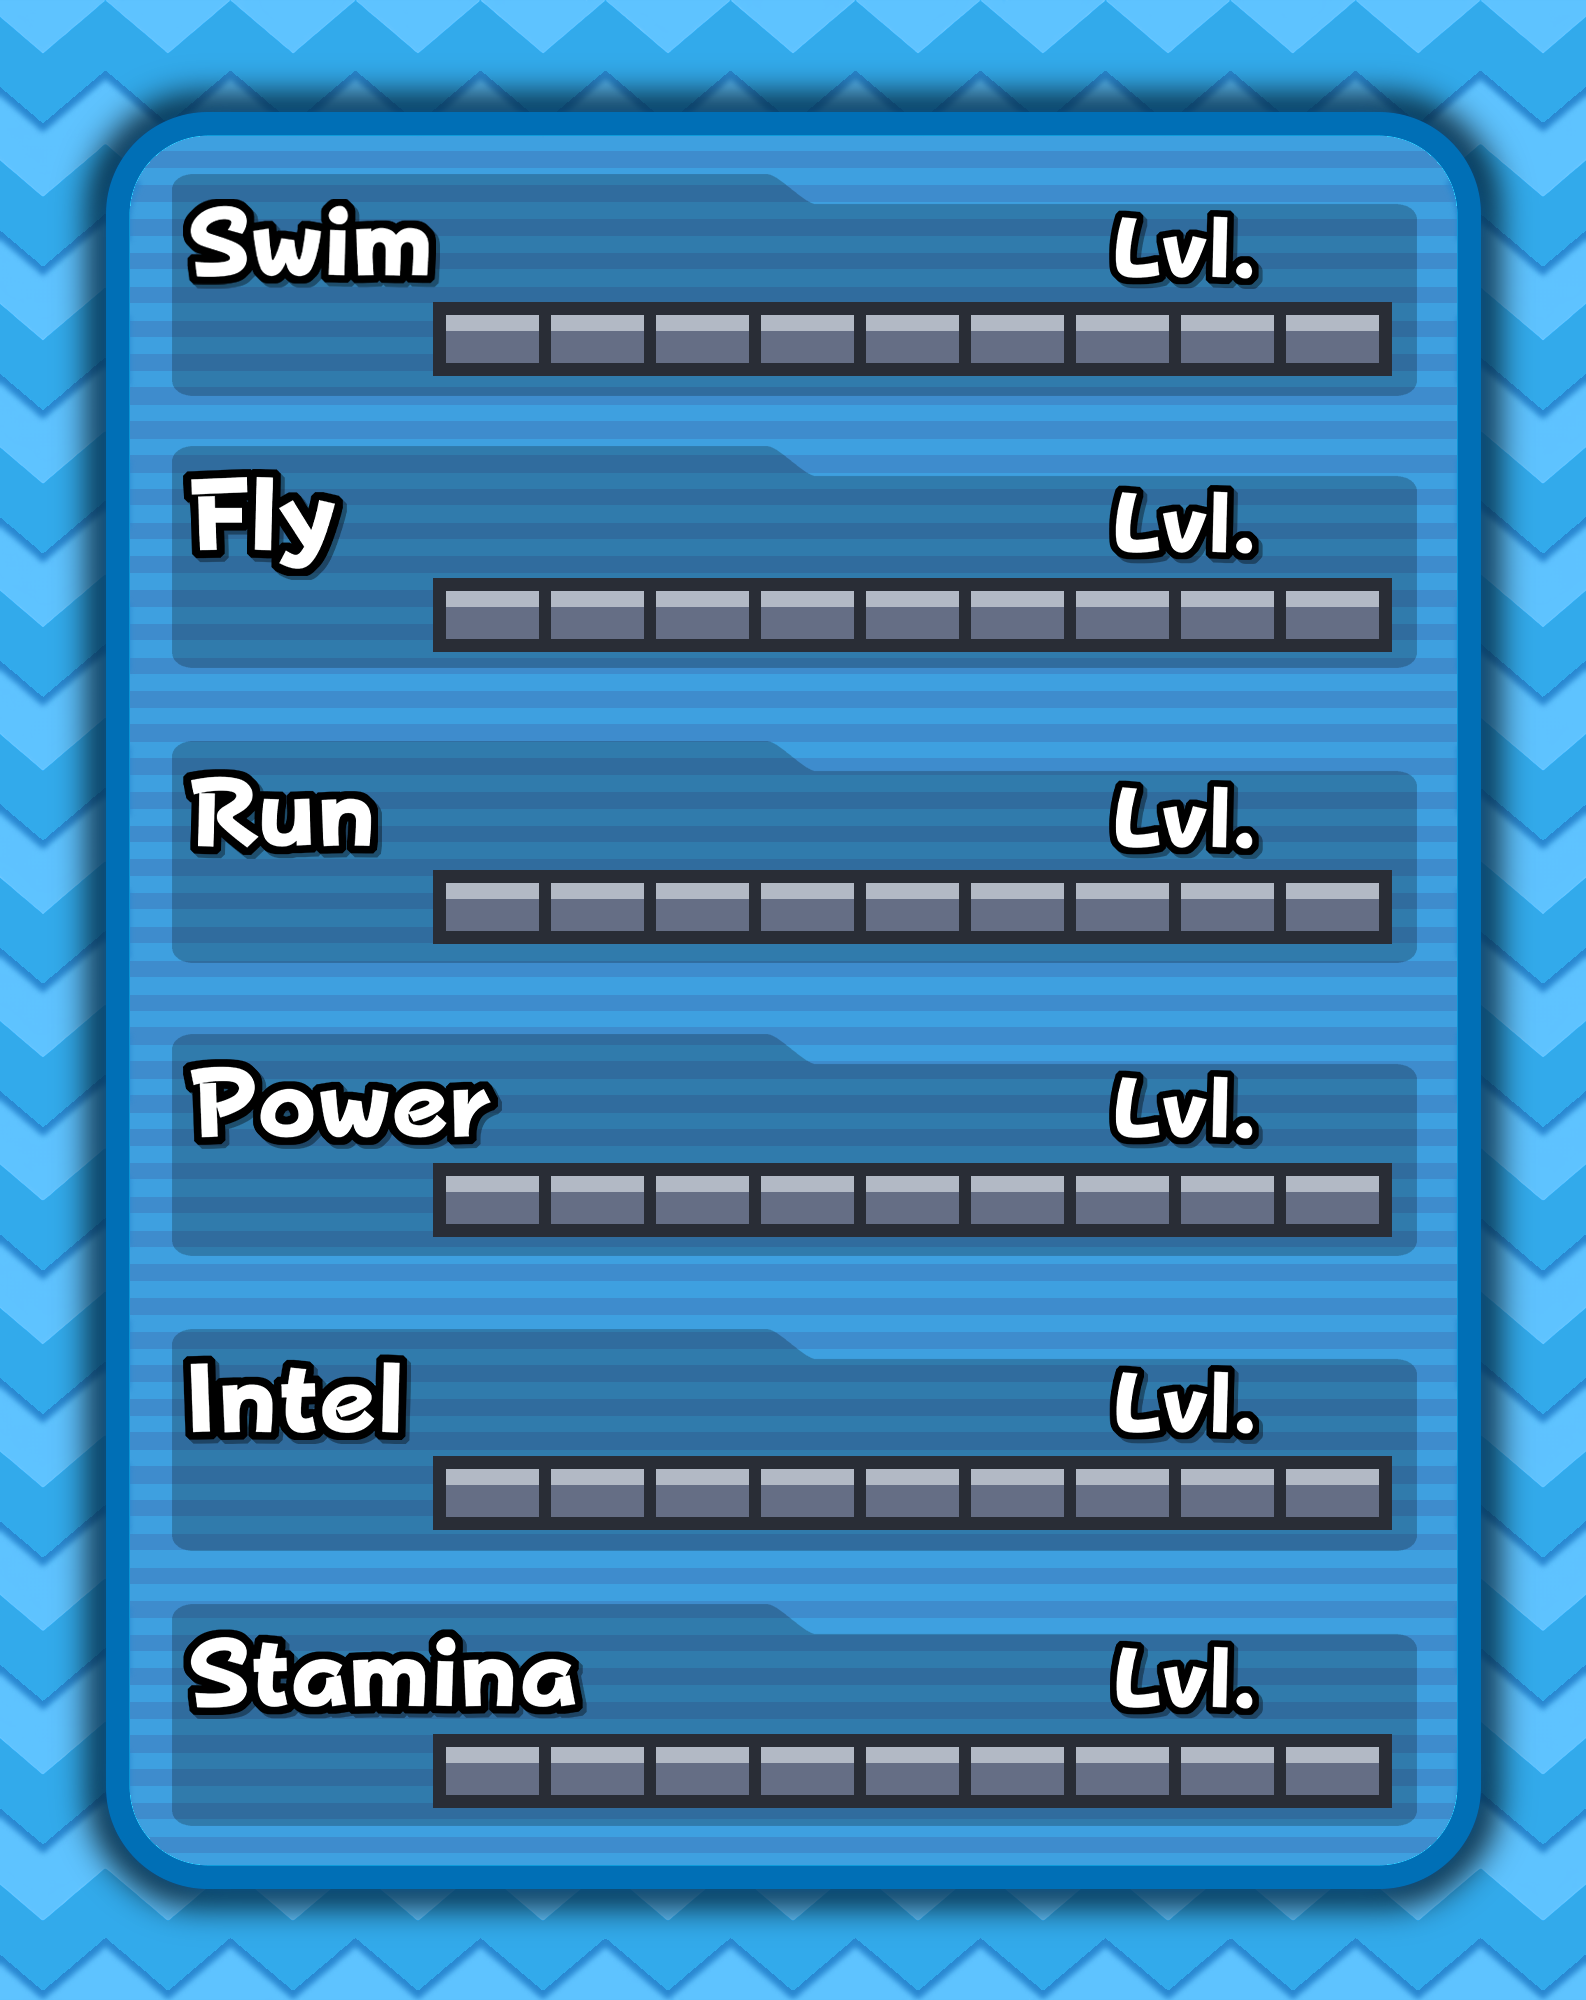 Swim Lvl.
Fly Lvl.
Run Lvl.
Power Lvl.
Intel Lvl.
Stamina Lvl.